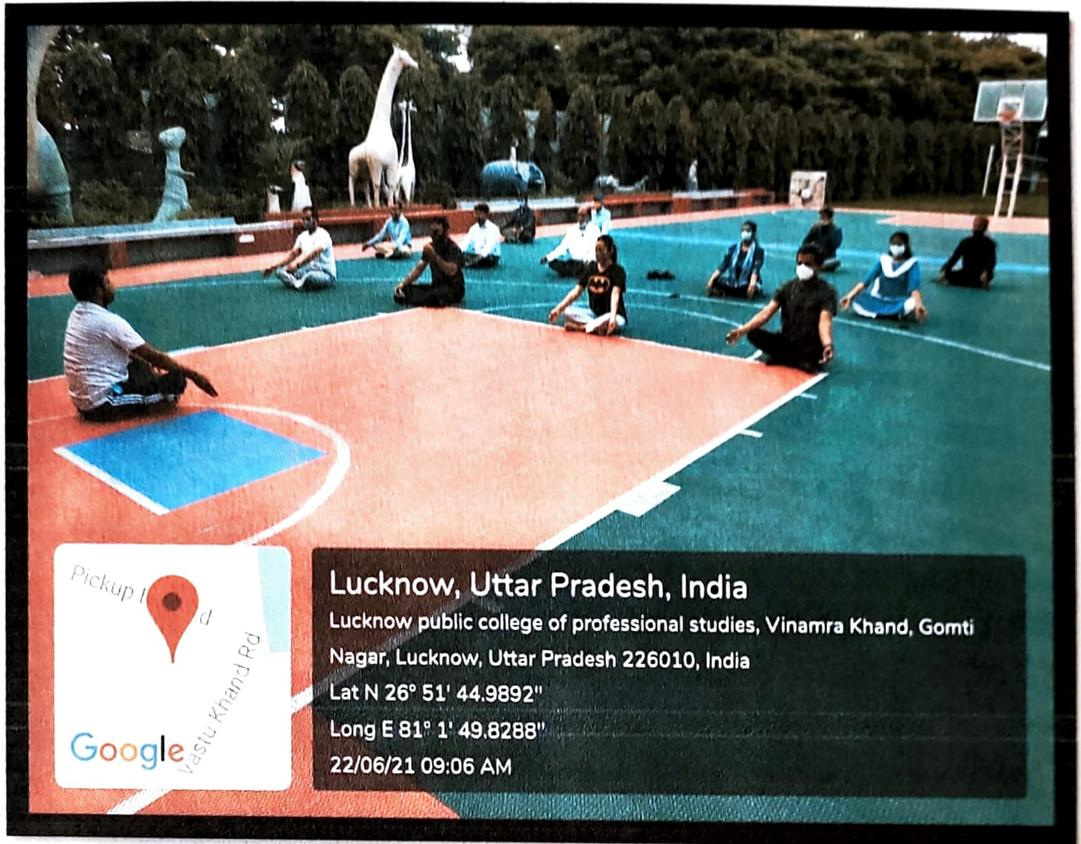 Lucknow, Uttar Pradesh, India
Lucknow public college of professional studies, Vinamra Khand, Gomti
Nagar, Lucknow, Uttar Pradesh 226010, India
Lat N 26° 51' 44.9892"
Long E 81° 1' 49.8288"
22/06/21 09:06 AM
Pickup
Vastu Khand Rd
Google